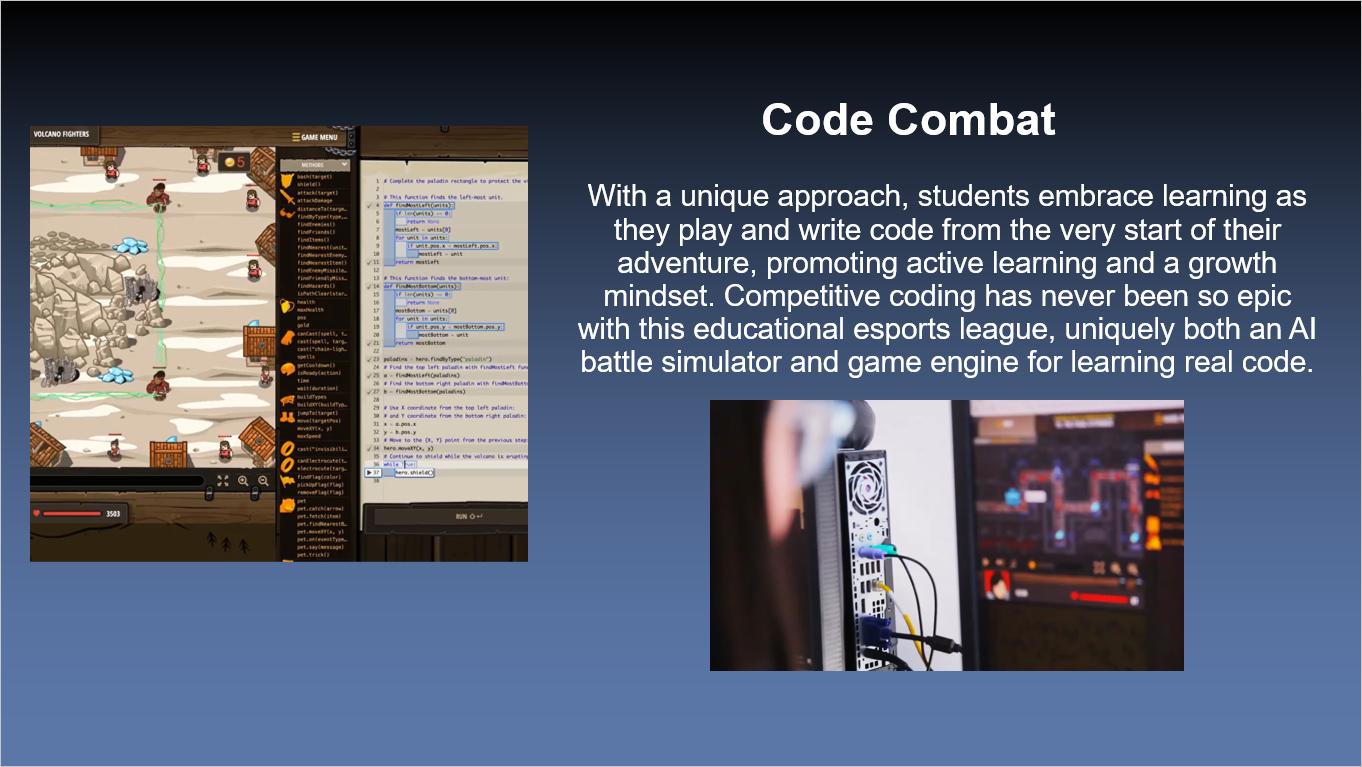 Code Combat
With a unique approach, students embrace learning as
they play and write code from the very start of their
adventure, promoting active learning and a growth
mindset. Competitive coding has never been so epic
with this educational esports league, uniquely both an AI
battle simulator and game engine for learning real code.
VOLCANO FIGHTERS
GAME MENU
5
METHODS
bash(target)
shield()
attack(target)
attackDamage
distanceTo(targe…
findByType(type,…
findEnemies()
findFriends()
findItems()
findNearest(unit…
findNearestEnemy…
findNearestItem()
findEnemyMissile…
findFriendlyMiss…
findHazards()
isPathClear(star…
health
maxHealth
pos
gold
canCast(spell, t…
cast(spell, targ…
cast("chain-ligh…
spells
getCooldown()
isReady(action)
time
wait(duration)
buildTypes
buildXY(buildTyp…
jumpTo(target)
move(targetPos)
moveXY(x, y)
maxSpeed
cast("invisibili…
canElectrocute(t…
electrocute(targ…
findFlag(color)
pickUpFlag(flag)
removeFlag(flag)
pet
pet.catch(arrow)
pet.fetch(item)
pet.findNearestB…
pet.moveXY(x, y)
pet.on(eventType…
pet.say(message)
pet.trick()
1 # Complete the paladin rectangle to protect the
2
3 # This function finds the left-most unit.
4 def findMostLeft(units):
5 if len(units) == 0:
6 return None
7 mostLeft = units[0]
8 for unit in units:
9 if unit.pos.x < mostLeft.pos.x:
10 mostLeft = unit
11 return mostLeft
12
13 # This function finds the bottom-most unit:
14 def findMostBottom(units):
15 if len(units) == 0:
16 return None
17 mostBottom = units[0]
18 for unit in units:
19 if unit.pos.y < mostBottom.pos.y:
20 mostBottom = unit
21 return mostBottom
22
23 paladins = hero.findByType("paladin")
24 # Find the top left paladin with findMostLeft
25 a = findMostLeft(paladins)
26 # Find the bottom right paladin with findMostBotto
27 b = findMostBottom(paladins)
28
29 # Use X coordinate from the top left paladin:
30 # and Y coordinate from the bottom right paladin:
31 x = a.pos.x
32 y = b.pos.y
33 # Move to the {X, Y} point from the previous step
34 hero.moveXY(x, y)
35 # Continue to shield while the volcano is erupting
36 while True:
37 hero.shield()
38
RUN
3503